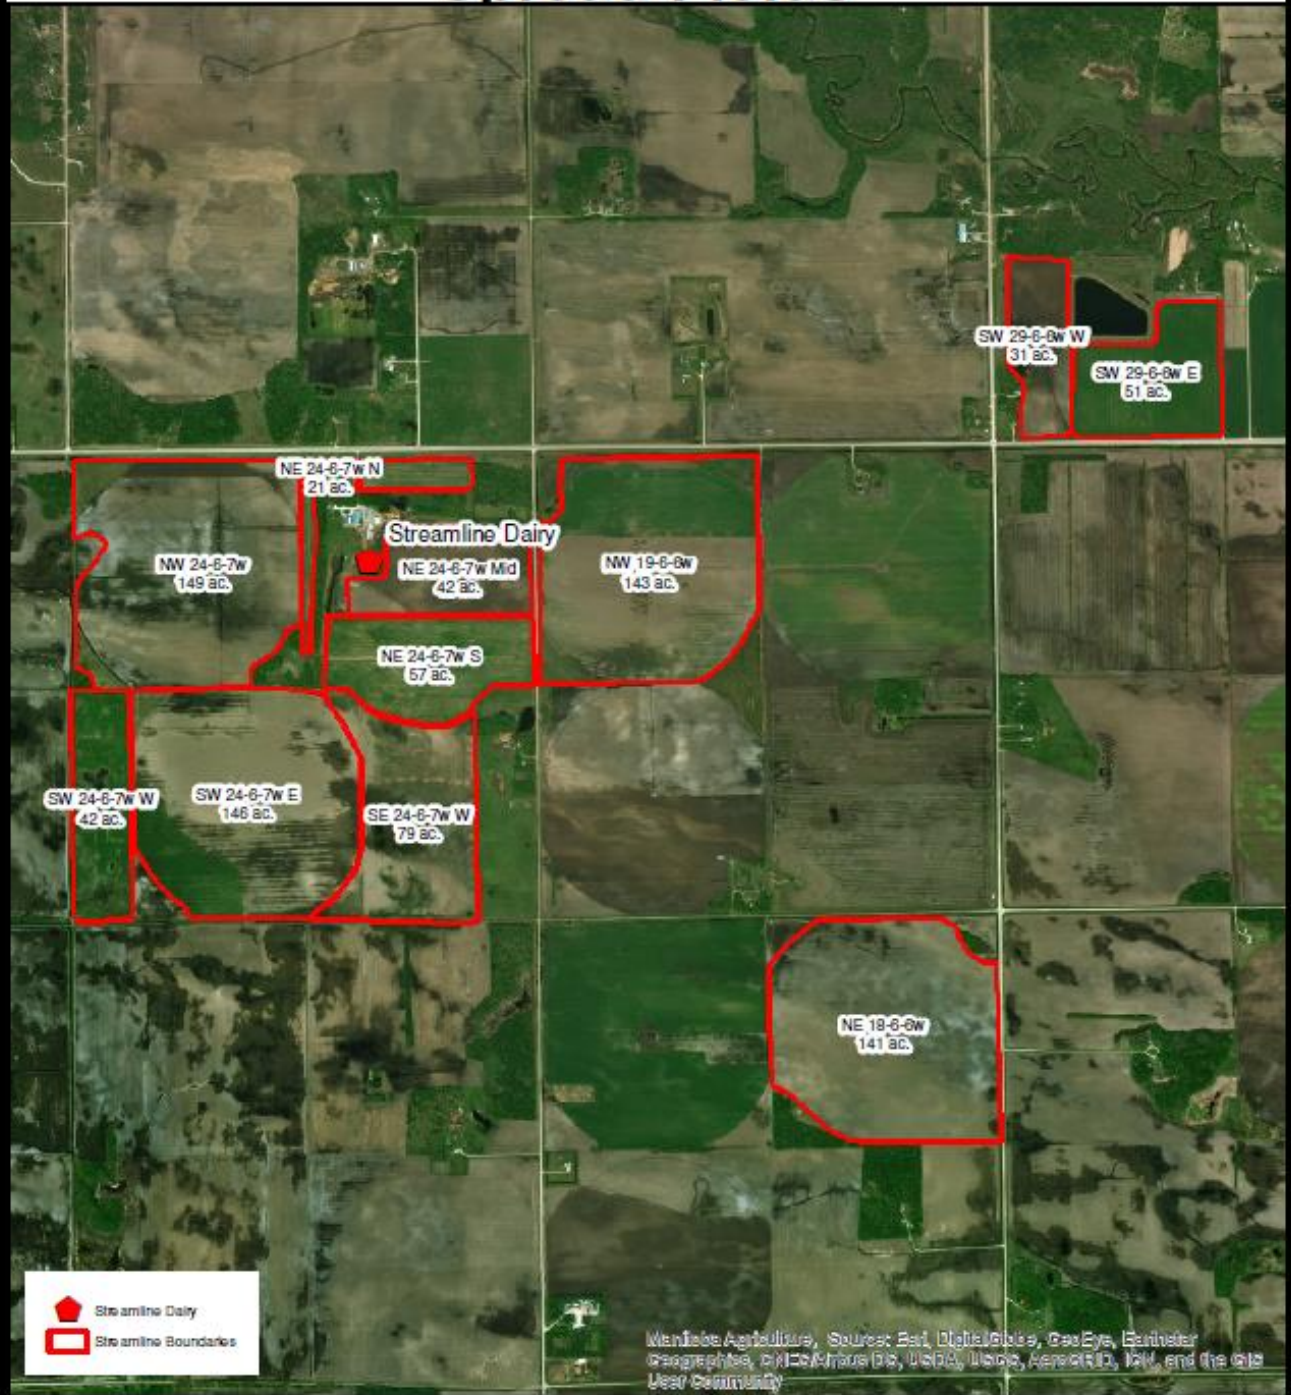 SW 29-6-6w W
31 ac.
SW 29-6-6w E
51 ac.
NE 24-6-7w N
21 ac.
Streamline Dairy
NW 24-6-7w
149 ac.
NE 24-6-7w Mid
42 ac.
NW 19-6-6w
143 ac.
NE 24-6-7w S
57 ac.
SW 24-6-7w W
42 ac.
SW 24-6-7w E
146 ac.
SE 24-6-7w W
79 ac.
NE 18-6-6w
141 ac.
Streamline Dairy
Streamline Boundaries
Manitoba Agriculture, Source: Esri, DigitalGlobe, GeoEye, Earthstar
Geographics, CNES/Airbus DS, USDA, USGS, AeroGRID, IGN, and the GIS
User Community